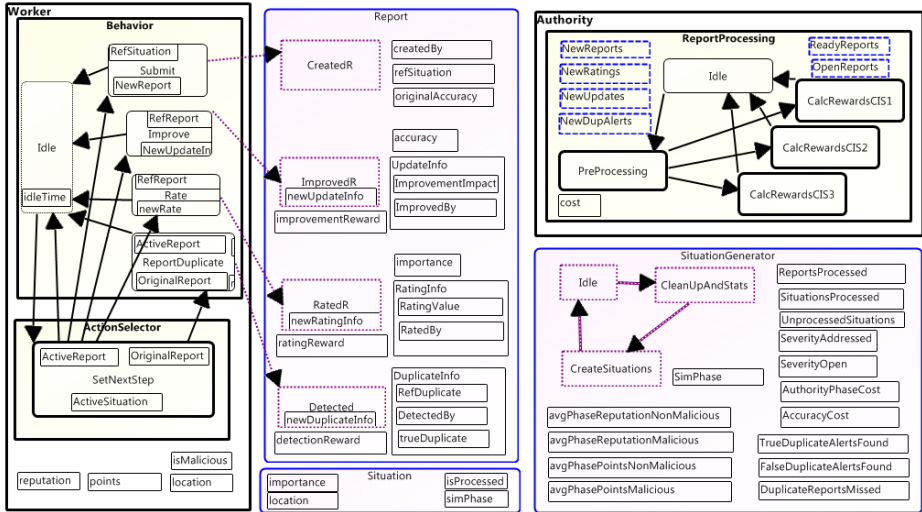 Worker
Behavior
RefSituation
Submit
NewReport
RefReport
Improve
NewUpdateIn
Idle
idleTime
RefReport
Rate
newRate
ActiveReport
ReportDuplicate
OriginalReport
ActionSelector
ActiveReport
OriginalReport
SetNextStep
ActiveSituation
isMalicious
reputation
points
location
Report
CreatedR
createdBy
refSituation
originalAccuracy
accuracy
ImprovedR
newUpdateInfo
improvementReward
UpdateInfo
ImprovementImpact
ImprovedBy
importance
RatedR
newRatingInfo
ratingReward
RatingInfo
RatingValue
RatedBy
Detected
newDuplicateInfo
detectionReward
DuplicateInfo
RefDuplicate
DetectedBy
trueDuplicate
Situation
importance
location
isProcessed
simPhase
Authority
ReportProcessing
NewReports
NewRatings
NewUpdates
NewDupAlerts
Idle
ReadyReports
OpenReports
CalcRewardsCIS1
CalcRewardsCIS2
CalcRewardsCIS3
PreProcessing
cost
SituationGenerator
Idle
CleanUpAndStats
CreateSituations
SimPhase
ReportsProcessed
SituationsProcessed
UnprocessedSituations
SeverityAddressed
SeverityOpen
AuthorityPhaseCost
AccuracyCost
avgPhaseReputationNonMalicious
avgPhaseReputationMalicious
avgPhasePointsNonMalicious
avgPhasePointsMalicious
TrueDuplicateAlertsFound
FalseDuplicateAlertsFound
DuplicateReportsMissed